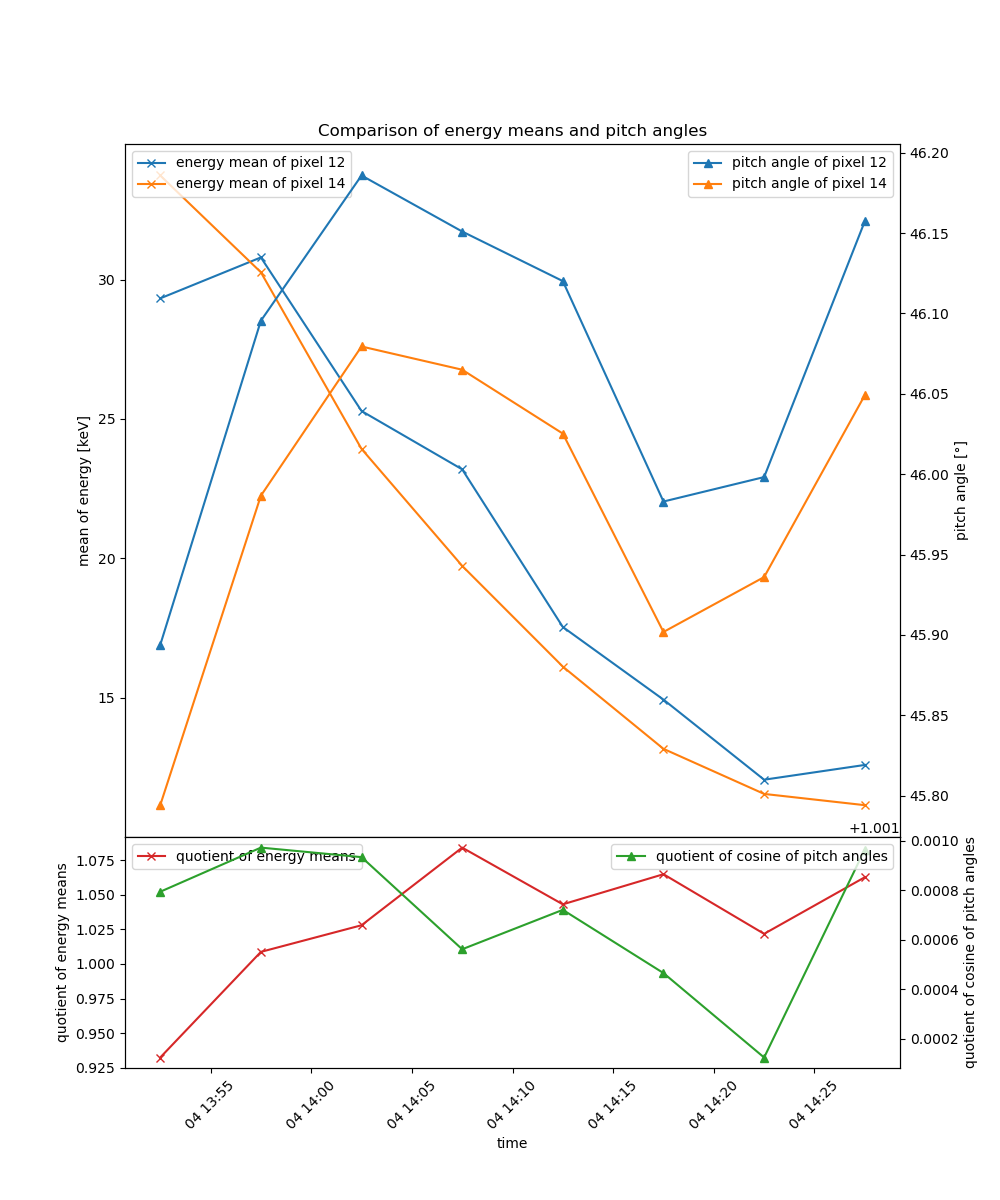 Comparison of energy means and pitch angles
energy mean of pixel 12
energy mean of pixel 14
pitch angle of pixel 12
pitch angle of pixel 14
30
25
20
15
mean of energy [keV]
46.20
46.15
46.10
46.05
46.00
45.95
45.90
45.85
45.80
pitch angle [°]
+1.001
quotient of energy means
quotient of cosine of pitch angles
1.075
1.050
1.025
1.000
0.975
0.950
0.925
quotient of energy means
0.0010
0.0008
0.0006
0.0004
0.0002
quotient of cosine of pitch angles
04 13:55
04 14:00
04 14:05
04 14:10
04 14:15
04 14:20
04 14:25
time